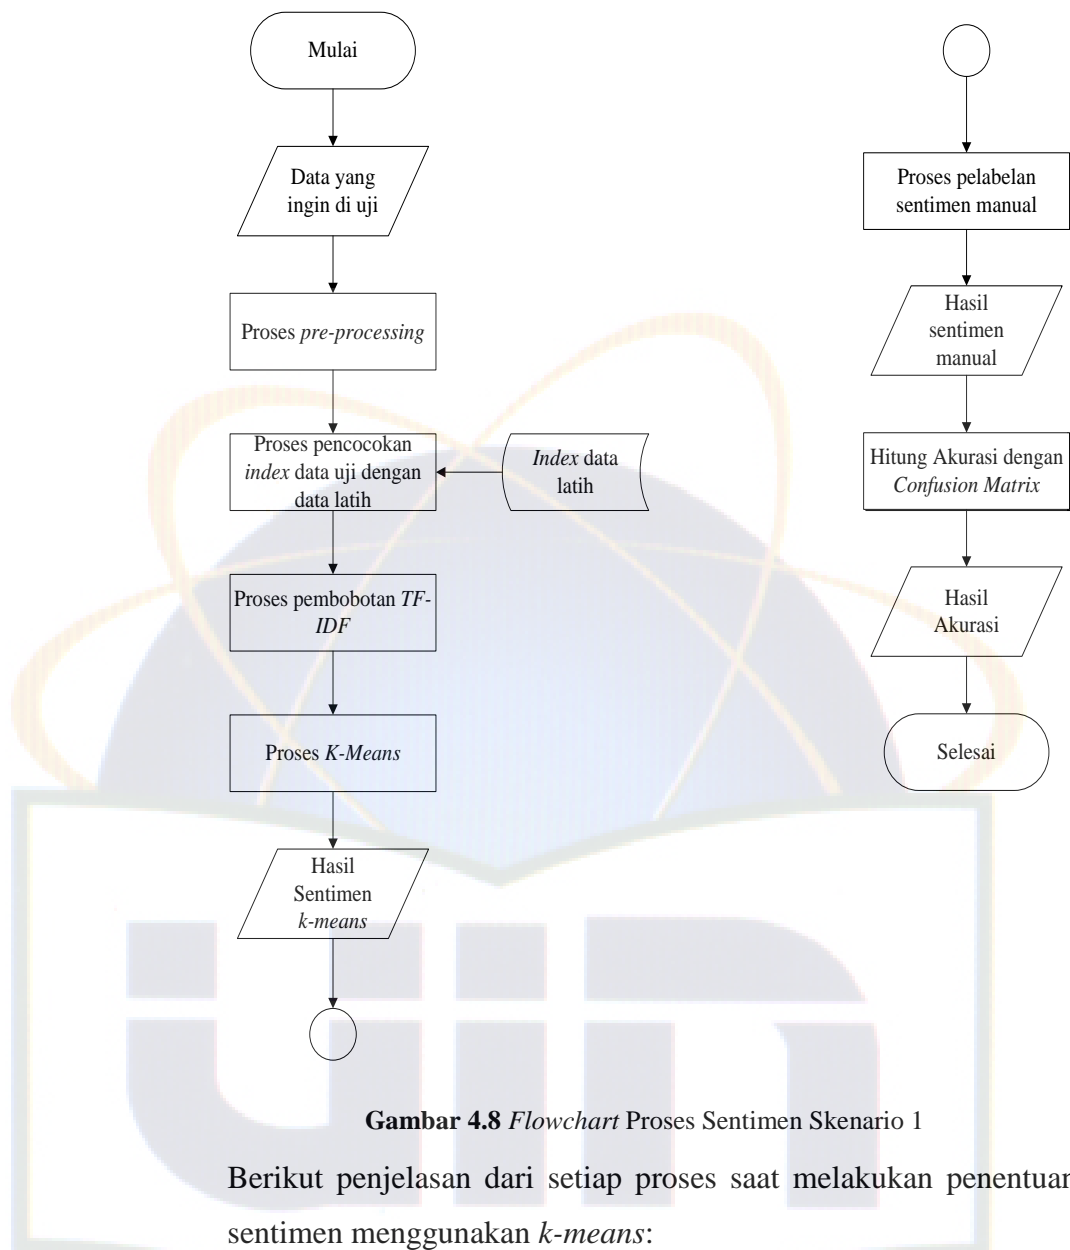 Mulai
Data yang
ingin di uji
Proses pre-processing
Proses pencocokan
index data uji dengan
data latih
Index data
latih
Proses pembobotan TF-
IDF
Proses K-Means
Hasil
Sentimen
k-means
Proses pelabelan
sentimen manual
Hasil
sentimen
manual
Hitung Akurasi dengan
Confusion Matrix
Hasil
Akurasi
Selesai
uin
Gambar 4.8 Flowchart Proses Sentimen Skenario 1
Berikut penjelasan dari setiap proses saat melakukan penentuan
sentimen menggunakan k-means: